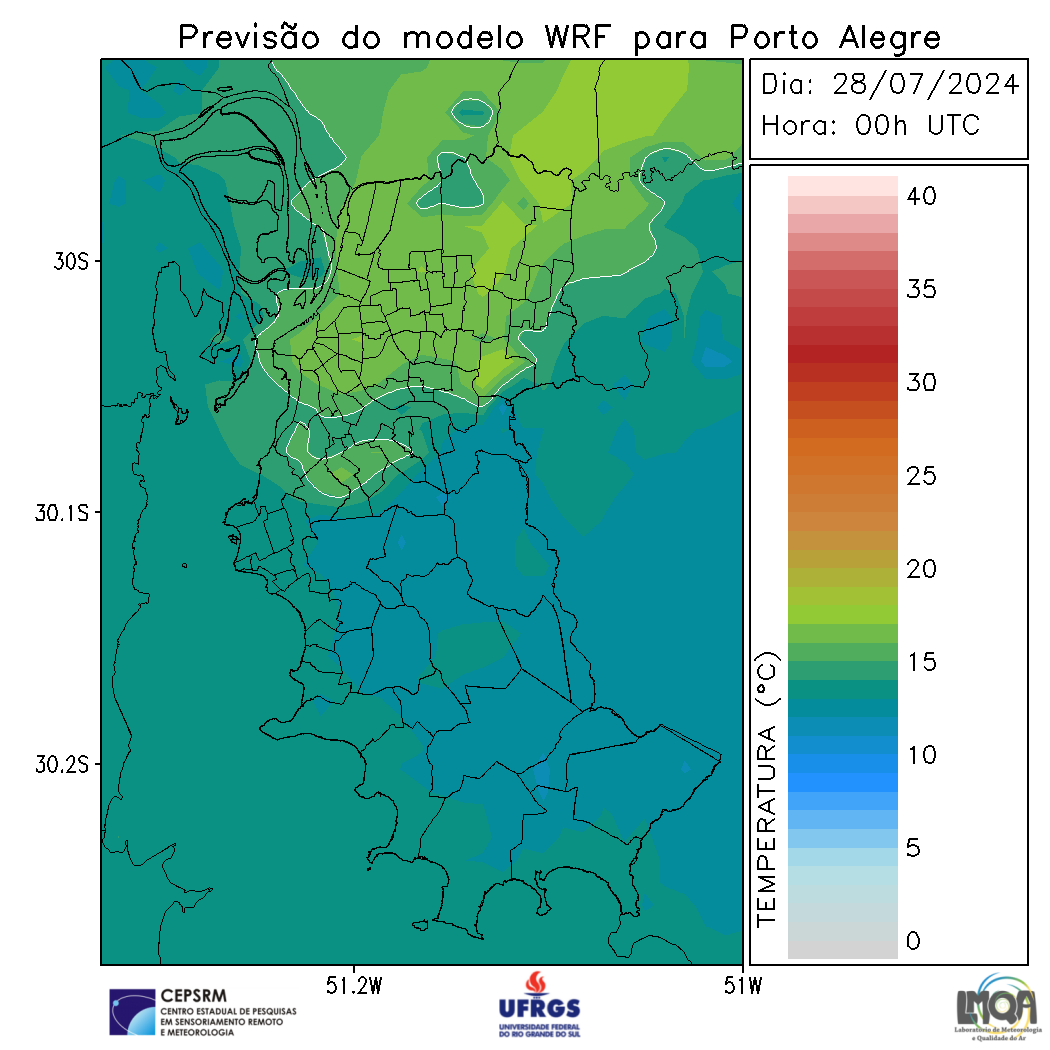 Previsão do modelo WRF para Porto Alegre
Dia: 28/07/2024
Hora: 00h UTC
40
35
30
25
20
15
10
5
0
TEMPERATURA (°C)
30S
30.1S
30.2S
51.2W
51W
CEPSRM
CENTRO ESTADUAL DE PESQUISAS
EM SENSORIAMENTO REMOTO
E METEOROLOGIA
UFRGS
UNIVERSIDADE FEDERAL
DO RIO GRANDE DO SUL
LMQA
Laboratório de Meteorologia
e Qualidade do Ar